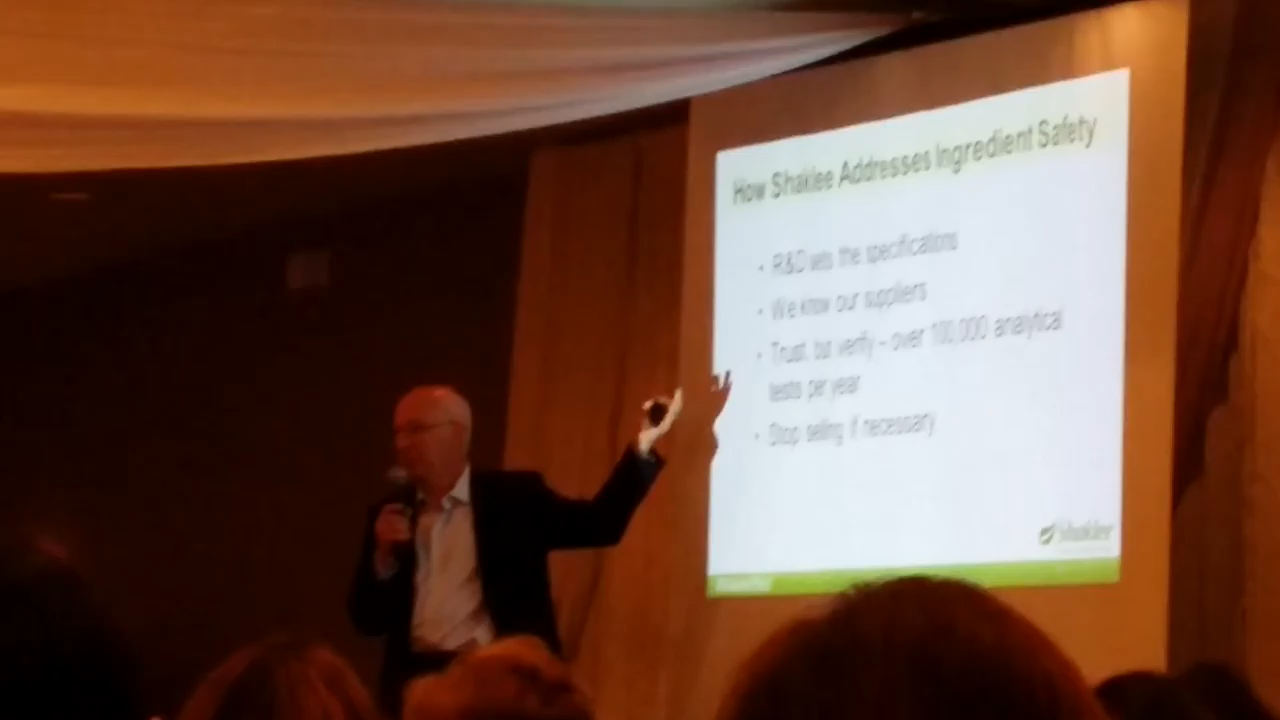 How Shaklee Addresses Ingredient Safety
• R&D sets the specifications
• We know our suppliers
• Trust, but verify – over 100,000 analytical
tests per year
• Stop selling if necessary
Shaklee